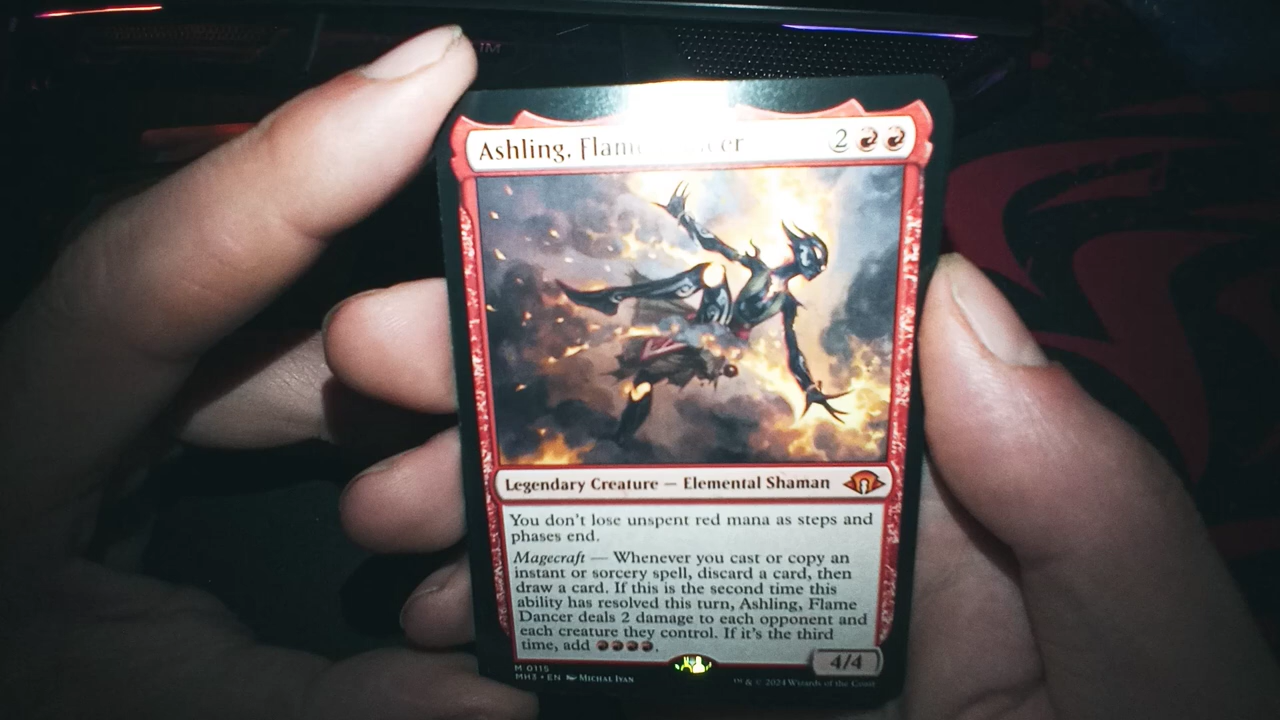 Ashling, Flame Dancer 2
Legendary Creature — Elemental Shaman
You don't lose unspent red mana as steps and
phases end.
Magecraft — Whenever you cast or copy an
instant or sorcery spell, discard a card, then
draw a card. If this is the second time this
ability has resolved this turn, Ashling, Flame
Dancer deals 2 damage to each opponent and
each creature they control. If it's the third
time, add .
4/4
M 0115
MH3 • EN Michal Ivan
™ & © 2024 Wizards of the Coast
TM